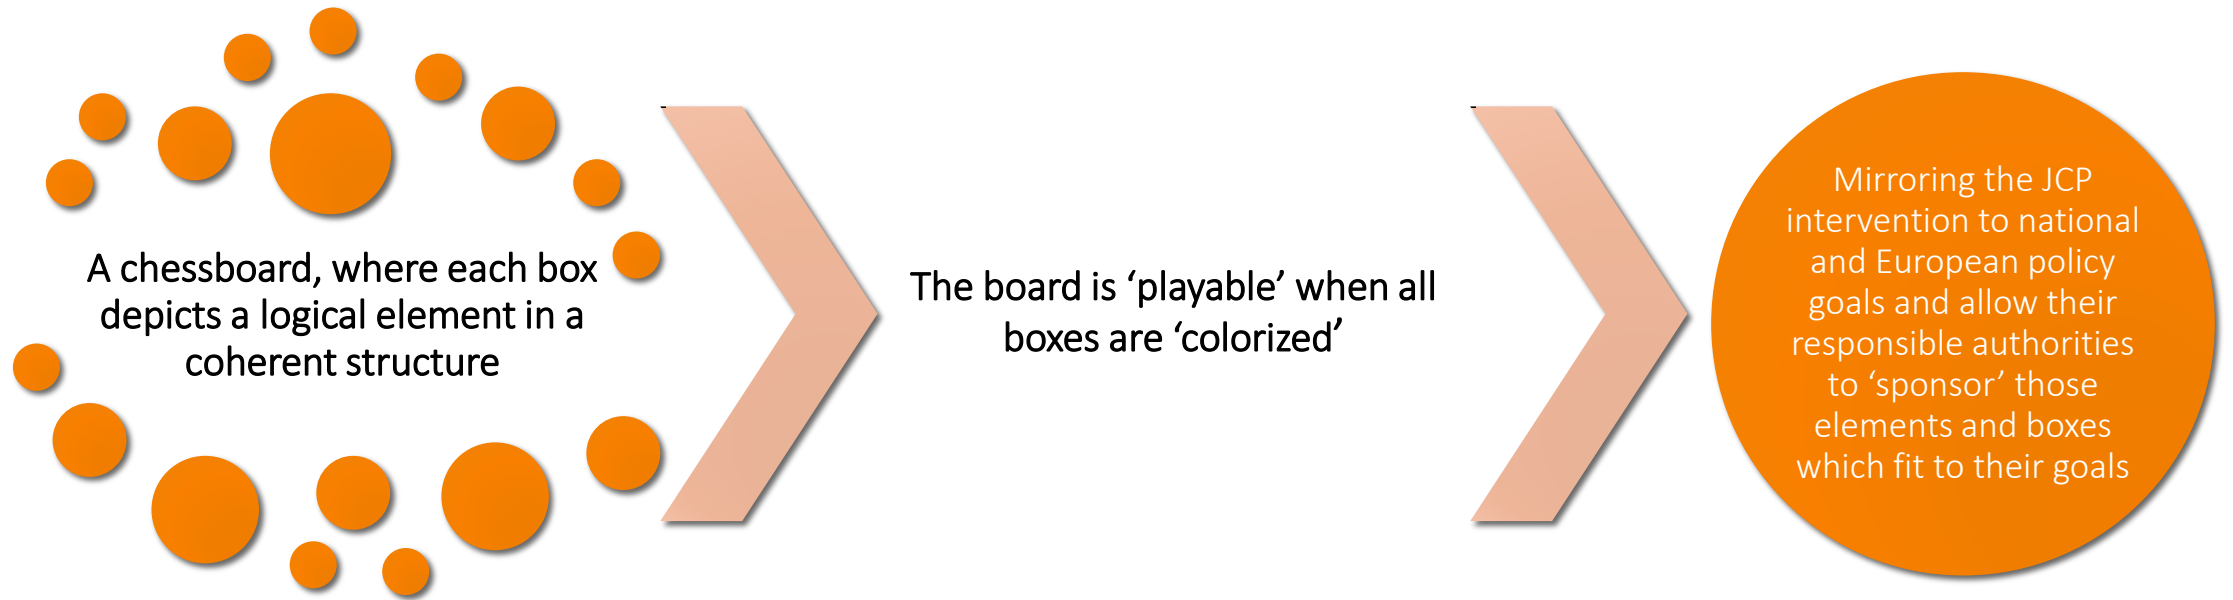 A chessboard, where each box
depicts a logical element in a
coherent structure
The board is ‘playable’ when all
boxes are ‘colorized’
Mirroring the JCP
intervention to national
and European policy
goals and allow their
responsible authorities
to ‘sponsor’ those
elements and boxes
which fit to their goals